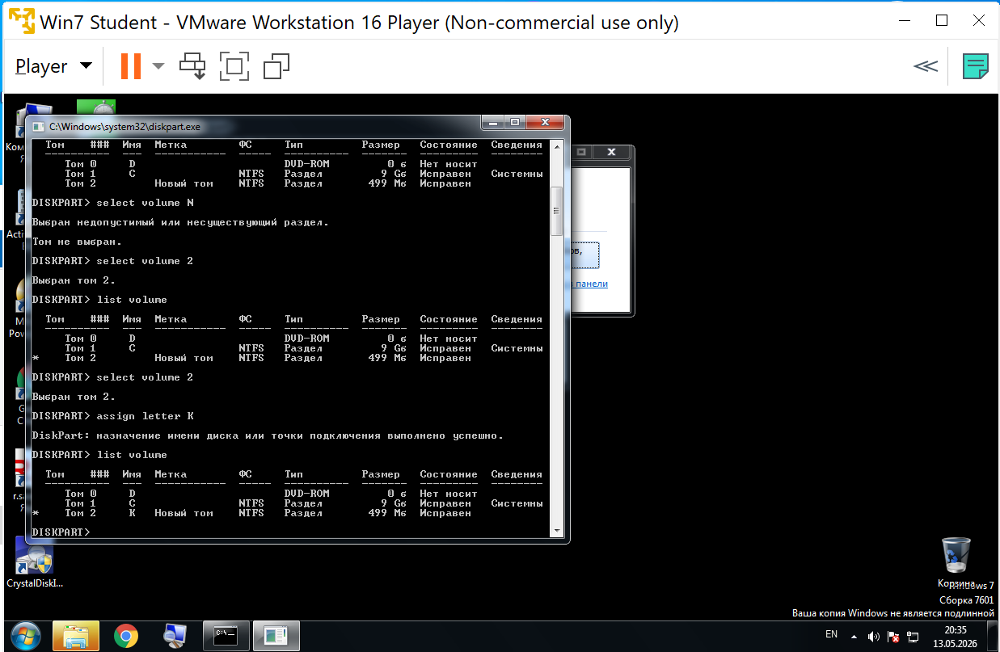 Win7 Student - VMware Workstation 16 Player (Non-commercial use only)
Player
C:\Windows\system32\diskpart.exe
Том ### Имя Метка ФС Тип Размер Состояние Сведения
Том 0 D DVD-ROM 0 б Нет носит
Том 1 C NTFS Раздел 9 Gб Исправен Системны
Том 2 Новый том NTFS Раздел 499 Mб Исправен
DISKPART> select volume N
Выбран недопустимый или несуществующий раздел.
Том не выбран.
DISKPART> select volume 2
Выбран том 2.
DISKPART> list volume
Том ### Имя Метка ФС Тип Размер Состояние Сведения
Том 0 D DVD-ROM 0 б Нет носит
Том 1 C NTFS Раздел 9 Gб Исправен Системны
* Том 2 Новый том NTFS Раздел 499 Mб Исправен
DISKPART> select volume 2
Выбран том 2.
DISKPART> assign letter K
DiskPart: назначение имени диска или точки подключения выполнено успешно.
DISKPART> list volume
Том ### Имя Метка ФС Тип Размер Состояние Сведения
Том 0 D DVD-ROM 0 б Нет носит
Том 1 C NTFS Раздел 9 Gб Исправен Системны
* Том 2 K Новый том NTFS Раздел 499 Mб Исправен
DISKPART>
ов,
панели
CrystalDiskI...
Корзина
Windows 7
Сборка 7601
Ваша копия Windows не является подлинной
EN
20:35
13.05.2026